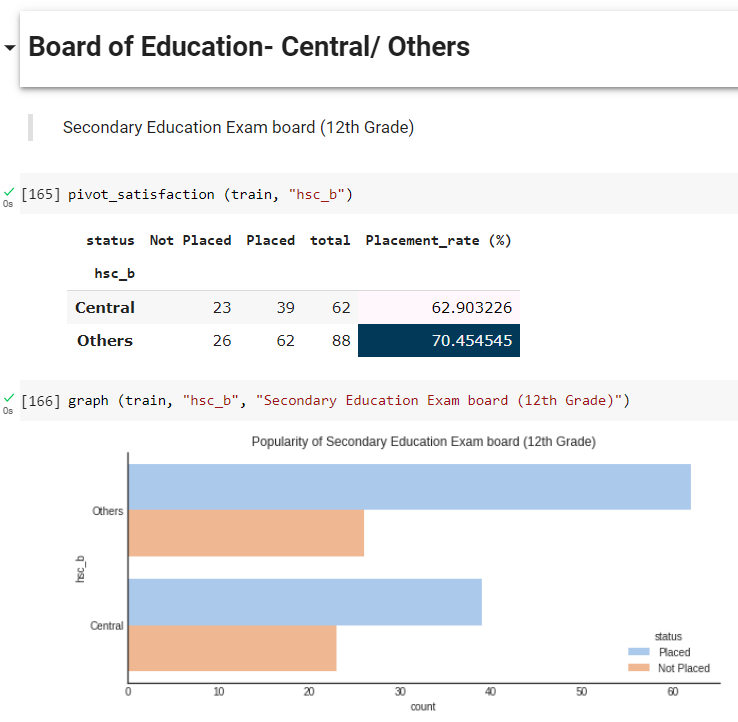 Board of Education- Central/ Others
Secondary Education Exam board (12th Grade)
0s
[165] pivot_satisfaction (train, "hsc_b")
status Not Placed Placed total Placement_rate (%)
hsc_b
Central 23 39 62 62.903226
Others 26 62 88 70.454545
0s
[166] graph (train, "hsc_b", "Secondary Education Exam board (12th Grade)")
Popularity of Secondary Education Exam board (12th Grade)
Others
hsc_b
Central
status
Placed
Not Placed
0 10 20 30 40 50 60
count